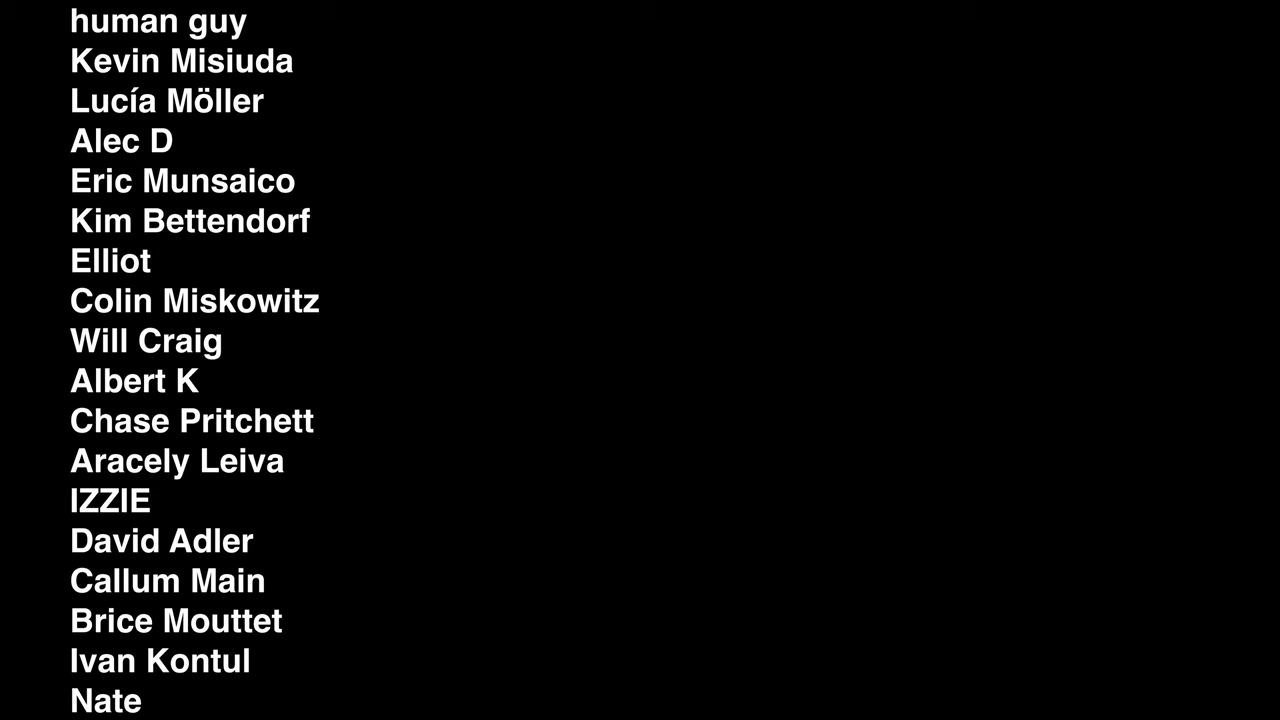 human guy
Kevin Misiuda
Lucía Möller
Alec D
Eric Munsaico
Kim Bettendorf
Elliot
Colin Miskowitz
Will Craig
Albert K
Chase Pritchett
Aracely Leiva
IZZIE
David Adler
Callum Main
Brice Mouttet
Ivan Kontul
Nate